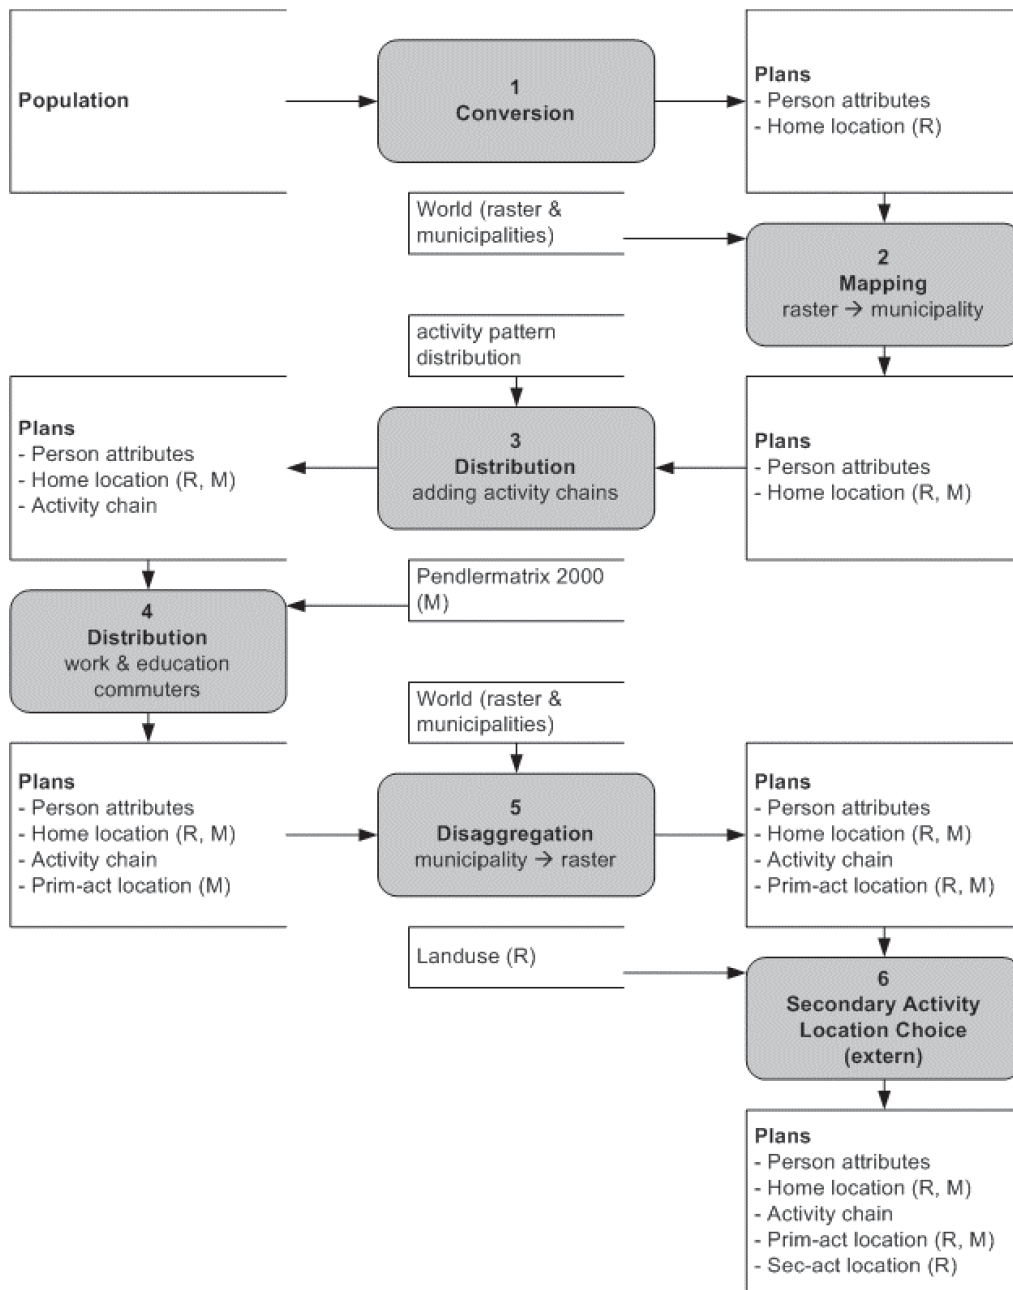 Population
1
Conversion
Plans
- Person attributes
- Home location (R)
World (raster &
municipalities)
2
Mapping
raster → municipality
activity pattern
distribution
Plans
- Person attributes
- Home location (R, M)
- Activity chain
3
Distribution
adding activity chains
Plans
- Person attributes
- Home location (R, M)
Pendlermatrix 2000
(M)
4
Distribution
work & education
commuters
World (raster &
municipalities)
Plans
- Person attributes
- Home location (R, M)
- Activity chain
- Prim-act location (M)
5
Disaggregation
municipality → raster
Plans
- Person attributes
- Home location (R, M)
- Activity chain
- Prim-act location (R, M)
Landuse (R)
6
Secondary Activity
Location Choice
(extern)
Plans
- Person attributes
- Home location (R, M)
- Activity chain
- Prim-act location (R, M)
- Sec-act location (R)